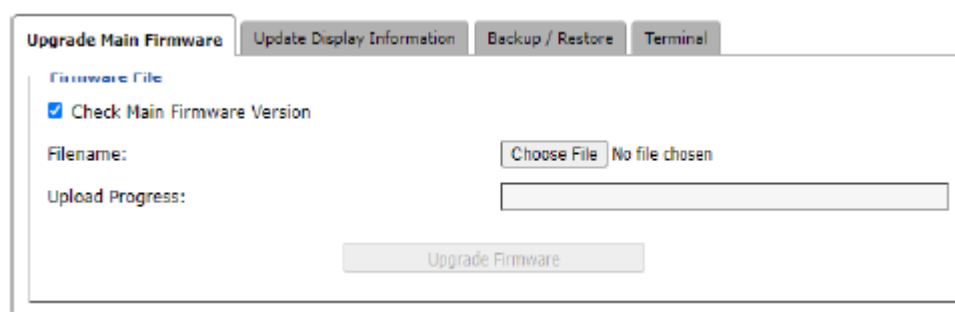 Upgrade Main Firmware Update Display Information Backup / Restore Terminal
Firmware File
Check Main Firmware Version
Filename: Choose File No file chosen
Upload Progress:
Upgrade Firmware